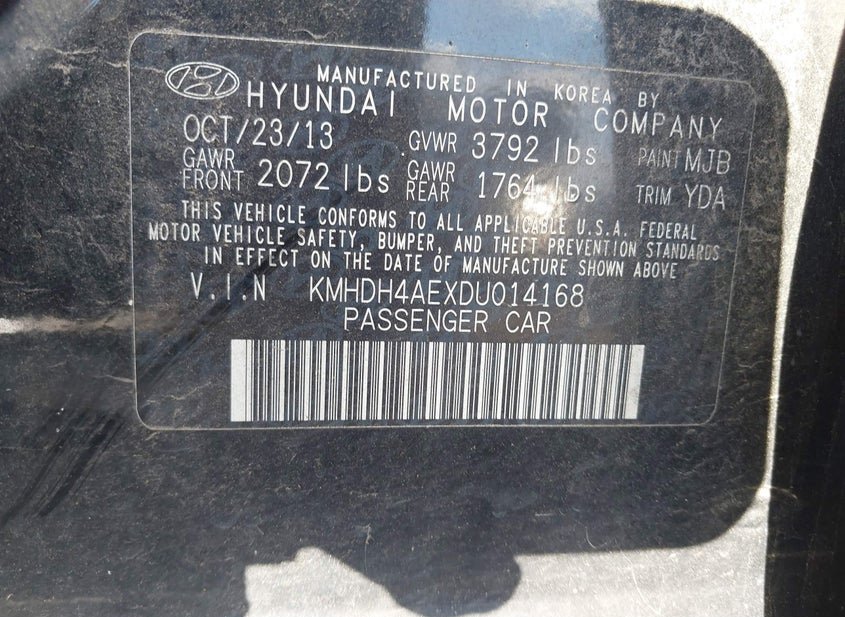 MANUFACTURED IN KOREA BY
HYUNDAI MOTOR COMPANY
OCT/23/13 GVWR 3792 lbs PAINT MJB
GAWR FRONT 2072 lbs GAWR REAR 1764 lbs TRIM YDA
THIS VEHICLE CONFORMS TO ALL APPLICABLE U.S.A. FEDERAL
MOTOR VEHICLE SAFETY, BUMPER, AND THEFT PREVENTION STANDARDS
IN EFFECT ON THE DATE OF MANUFACTURE SHOWN ABOVE
V.I.N KMHDH4AEXDU014168
PASSENGER CAR